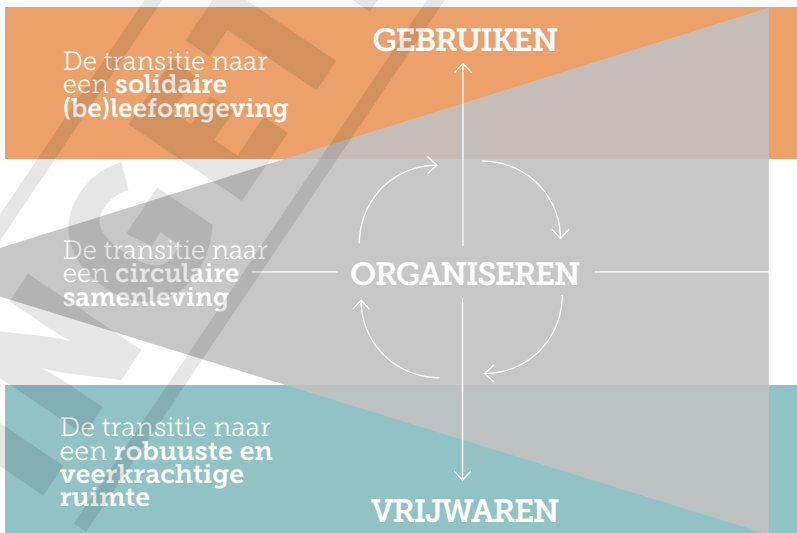 De transitie naar
een solidaire
(be)leefomgeving
GEBRUIKEN
De transitie naar
een circulaire
samenleving
ORGANISEREN
De transitie naar
een robuuste en
veerkrachtige
ruimte
VRIJWAREN